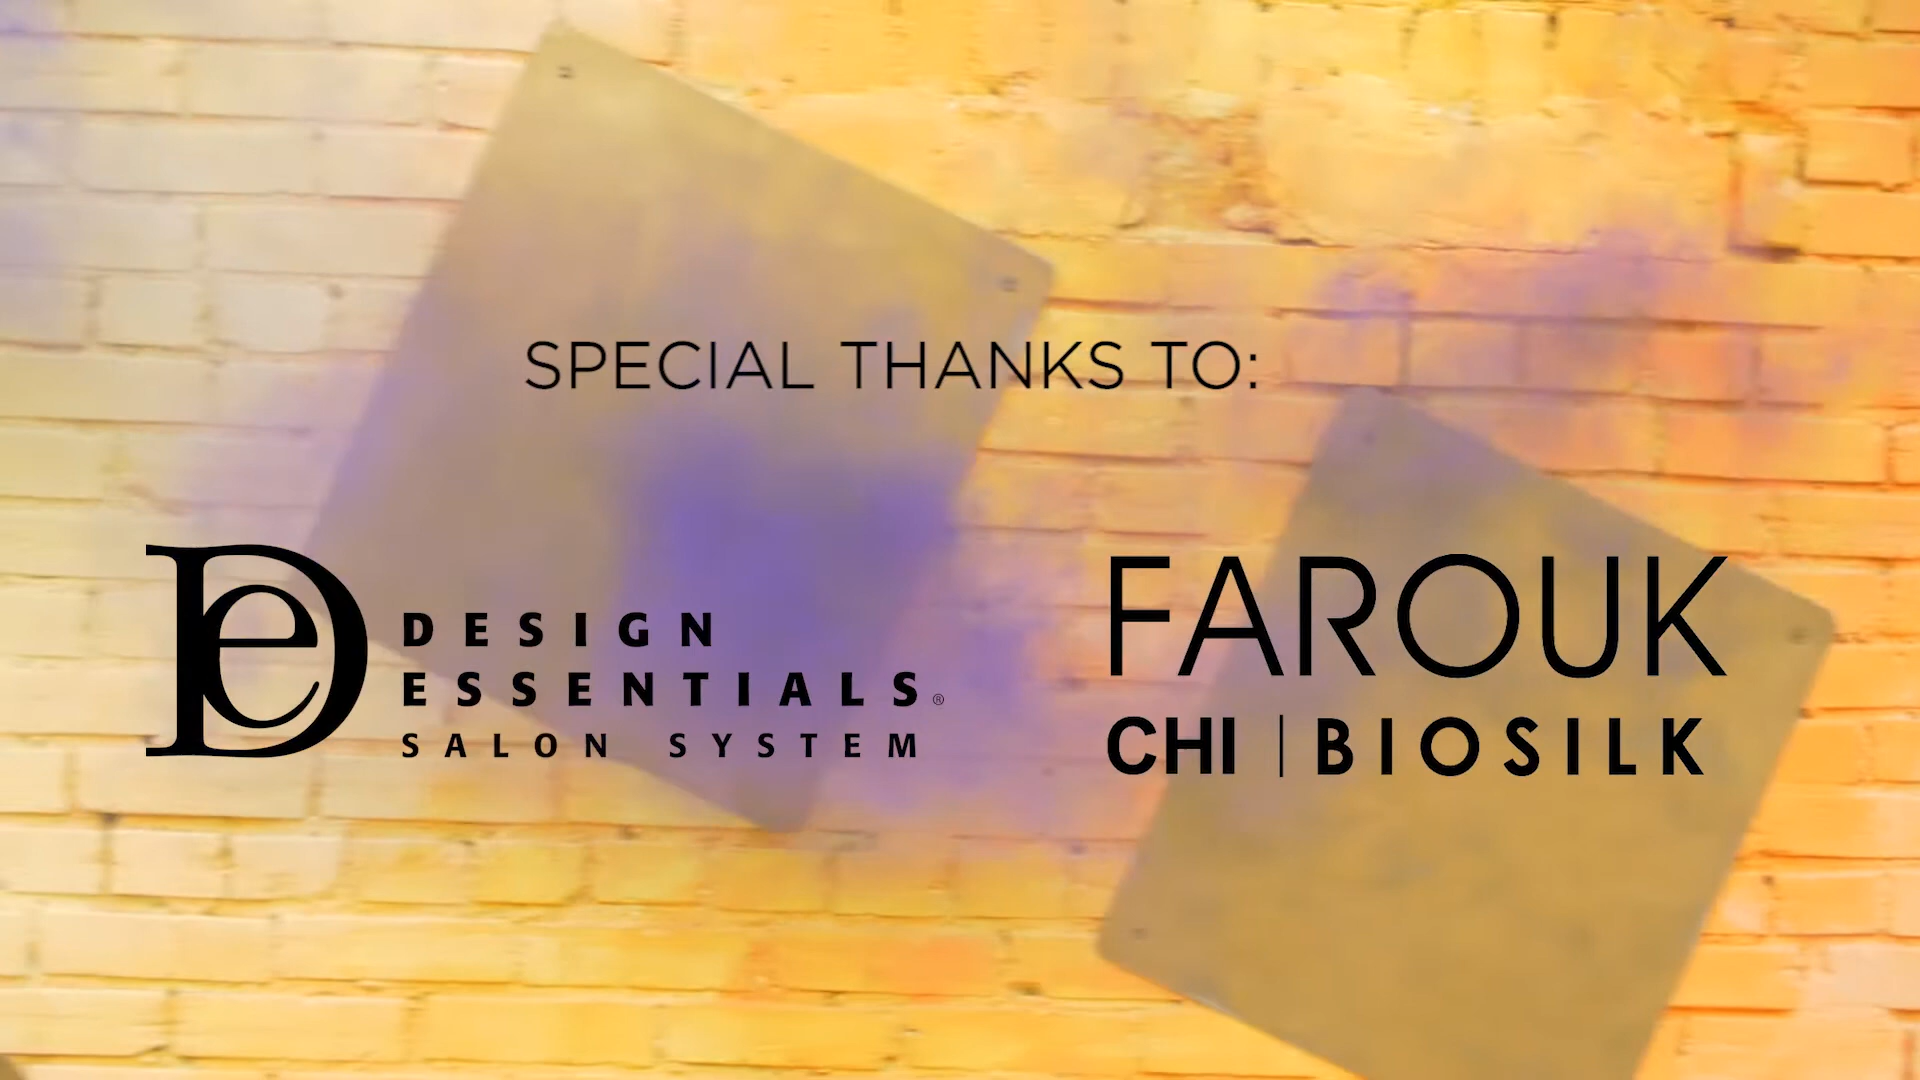 SPECIAL THANKS TO:
De
DESIGN
ESSENTIALS®
SALON SYSTEM
FAROUK
CHI | BIOSILK